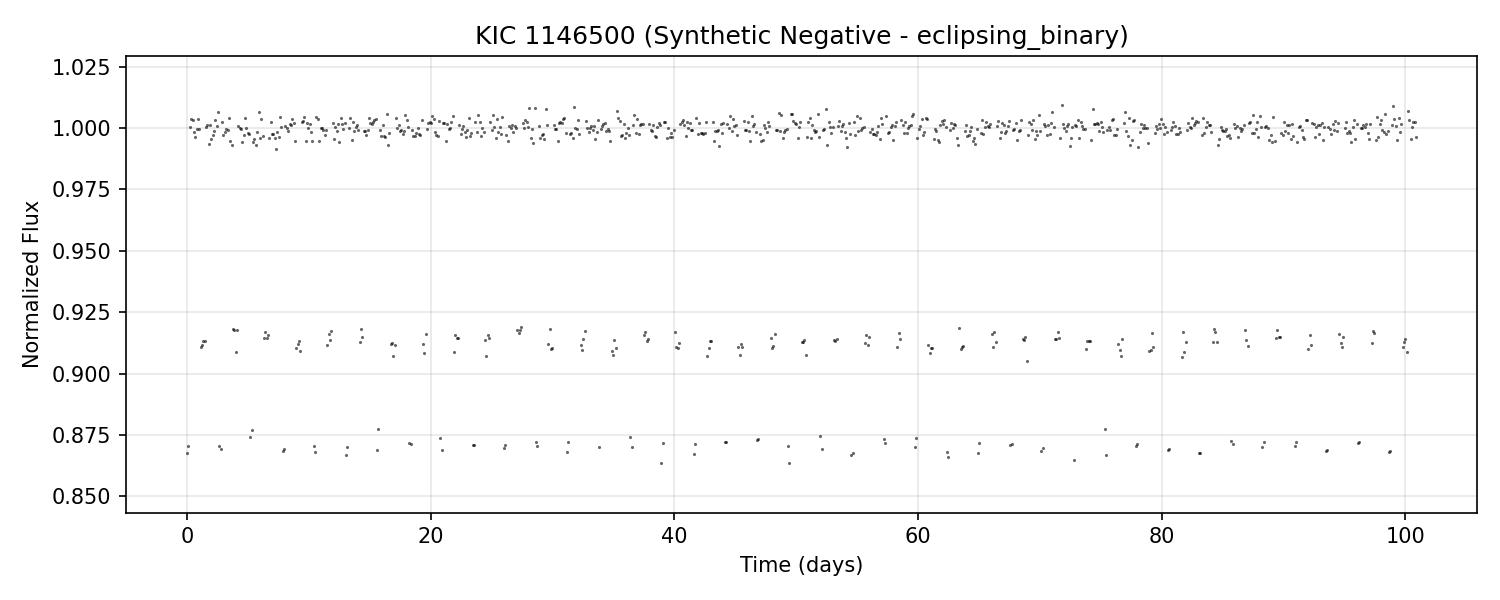 KIC 1146500 (Synthetic Negative - eclipsing_binary)
1.025
1.000
0.975
0.950
0.925
0.900
0.875
0.850
Normalized Flux
0 20 40 60 80 100
Time (days)